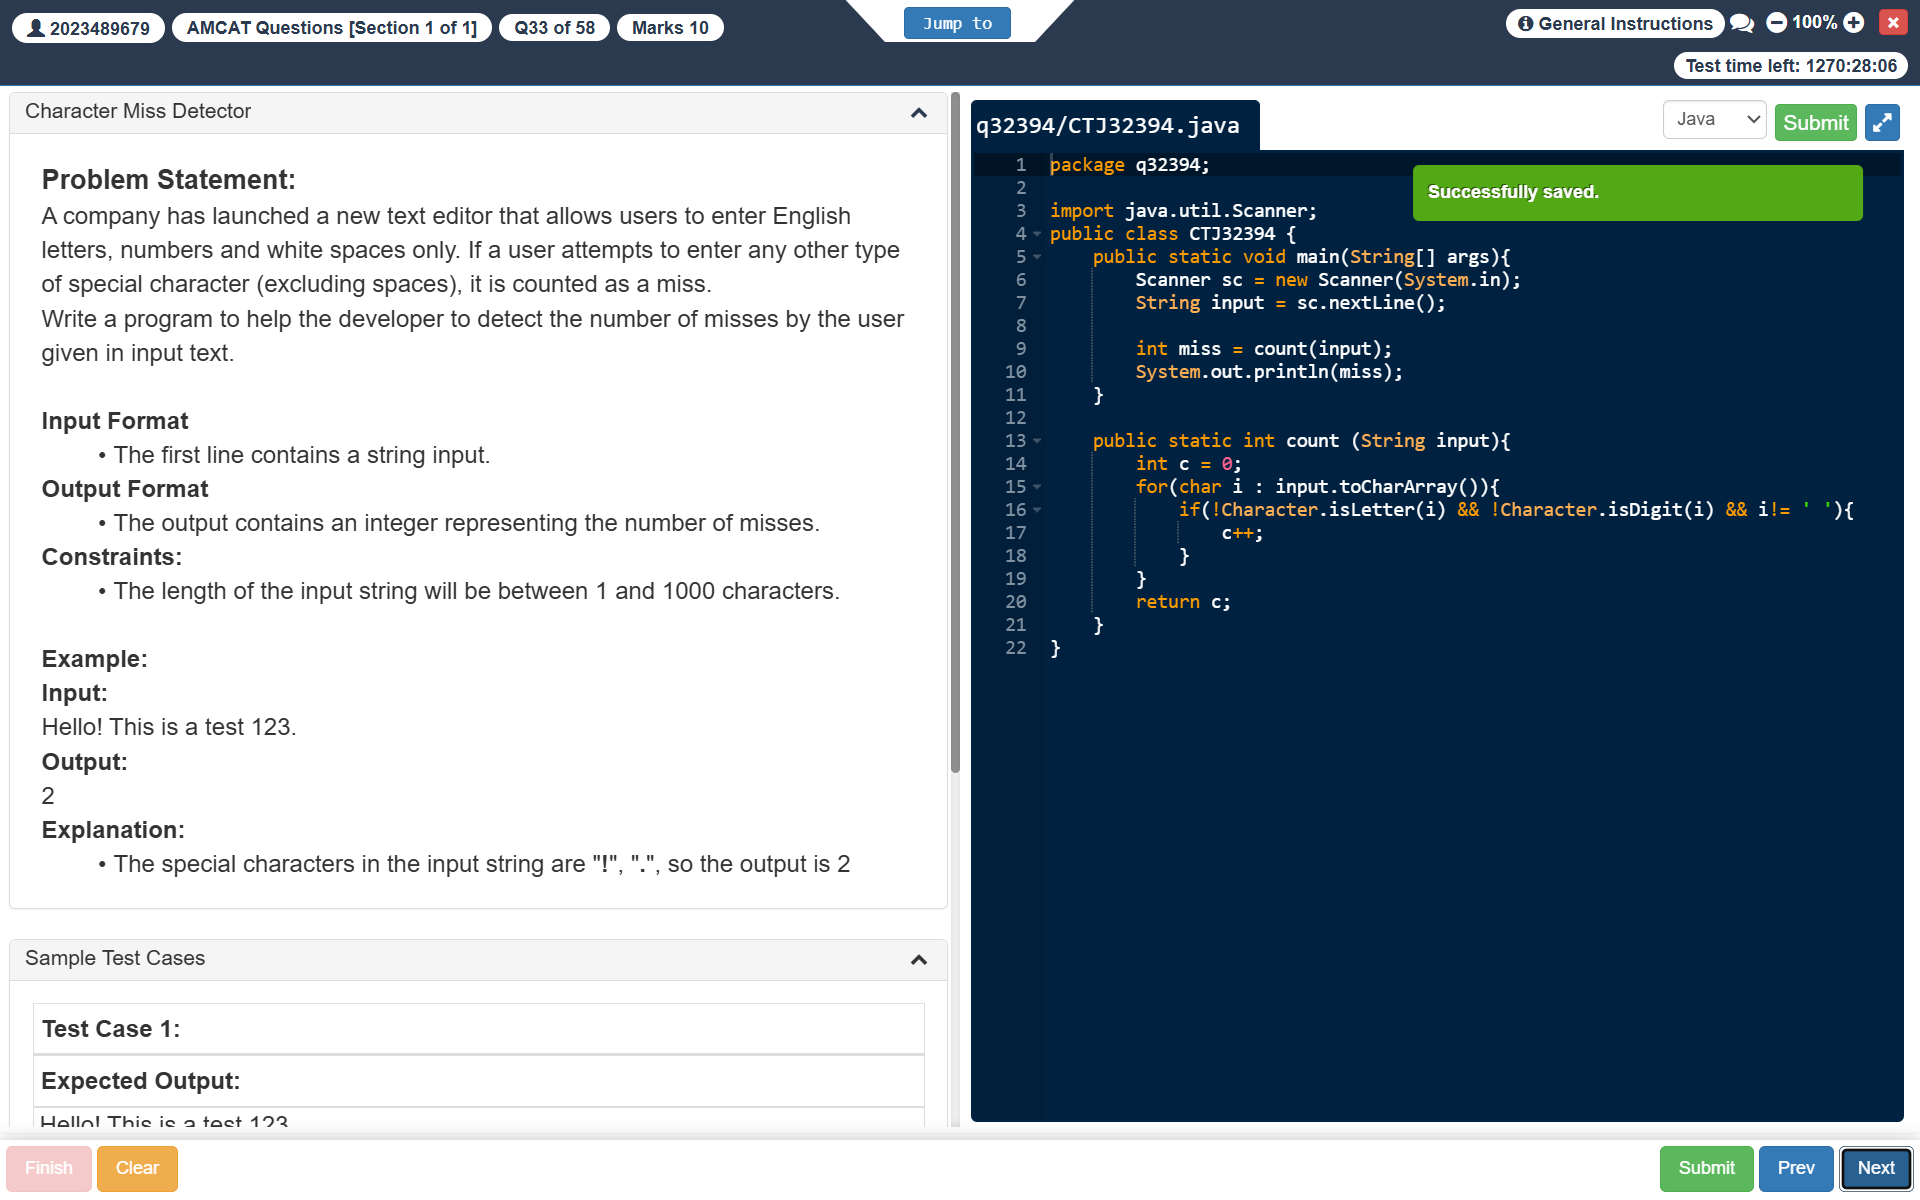 2023489679
AMCAT Questions [Section 1 of 1]
Q33 of 58
Marks 10
Jump to
General Instructions
100%
Test time left: 1270:28:06
Character Miss Detector
Problem Statement:
A company has launched a new text editor that allows users to enter English
letters, numbers and white spaces only. If a user attempts to enter any other type
of special character (excluding spaces), it is counted as a miss.
Write a program to help the developer to detect the number of misses by the user
given in input text.
Input Format
• The first line contains a string input.
Output Format
• The output contains an integer representing the number of misses.
Constraints:
• The length of the input string will be between 1 and 1000 characters.
Example:
Input:
Hello! This is a test 123.
Output:
2
Explanation:
• The special characters in the input string are "!", ".", so the output is 2
Sample Test Cases
Test Case 1:
Expected Output:
Hello! This is a test 123
q32394/CTJ32394.java
Java
Submit
Successfully saved.
1 package q32394;
2
3 import java.util.Scanner;
4 public class CTJ32394 {
5 public static void main(String[] args){
6 Scanner sc = new Scanner(System.in);
7 String input = sc.nextLine();
8
9 int miss = count(input);
10 System.out.println(miss);
11 }
12
13 public static int count (String input){
14 int c = 0;
15 for(char i : input.toCharArray()){
16 if(!Character.isLetter(i) && !Character.isDigit(i) && i!= ' '){
17 c++;
18 }
19 }
20 return c;
21 }
22 }
Finish
Clear
Submit
Prev
Next